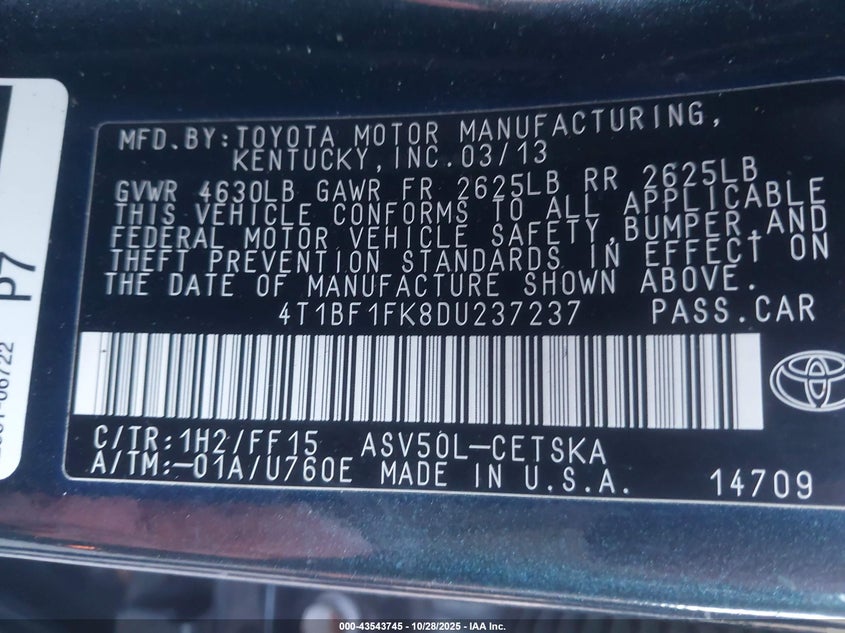 MFD.BY:TOYOTA MOTOR MANUFACTURING,
KENTUCKY,INC.03/13
GVWR 4630LB GAWR FR 2625LB RR 2625LB
THIS VEHICLE CONFORMS TO ALL APPLICABLE
FEDERAL MOTOR VEHICLE SAFETY,BUMPER,AND
THEFT PREVENTION STANDARDS IN EFFECT ON
THE DATE OF MANUFACTURE SHOWN ABOVE.
4T1BF1FK8DU237237 PASS.CAR
C/TR:1H2/FF15 ASV50L-CETSKA
A/TM:-01A/U760E MADE IN U.S.A. 14709
P7
000-43543745 - 10/28/2025 - IAA Inc.